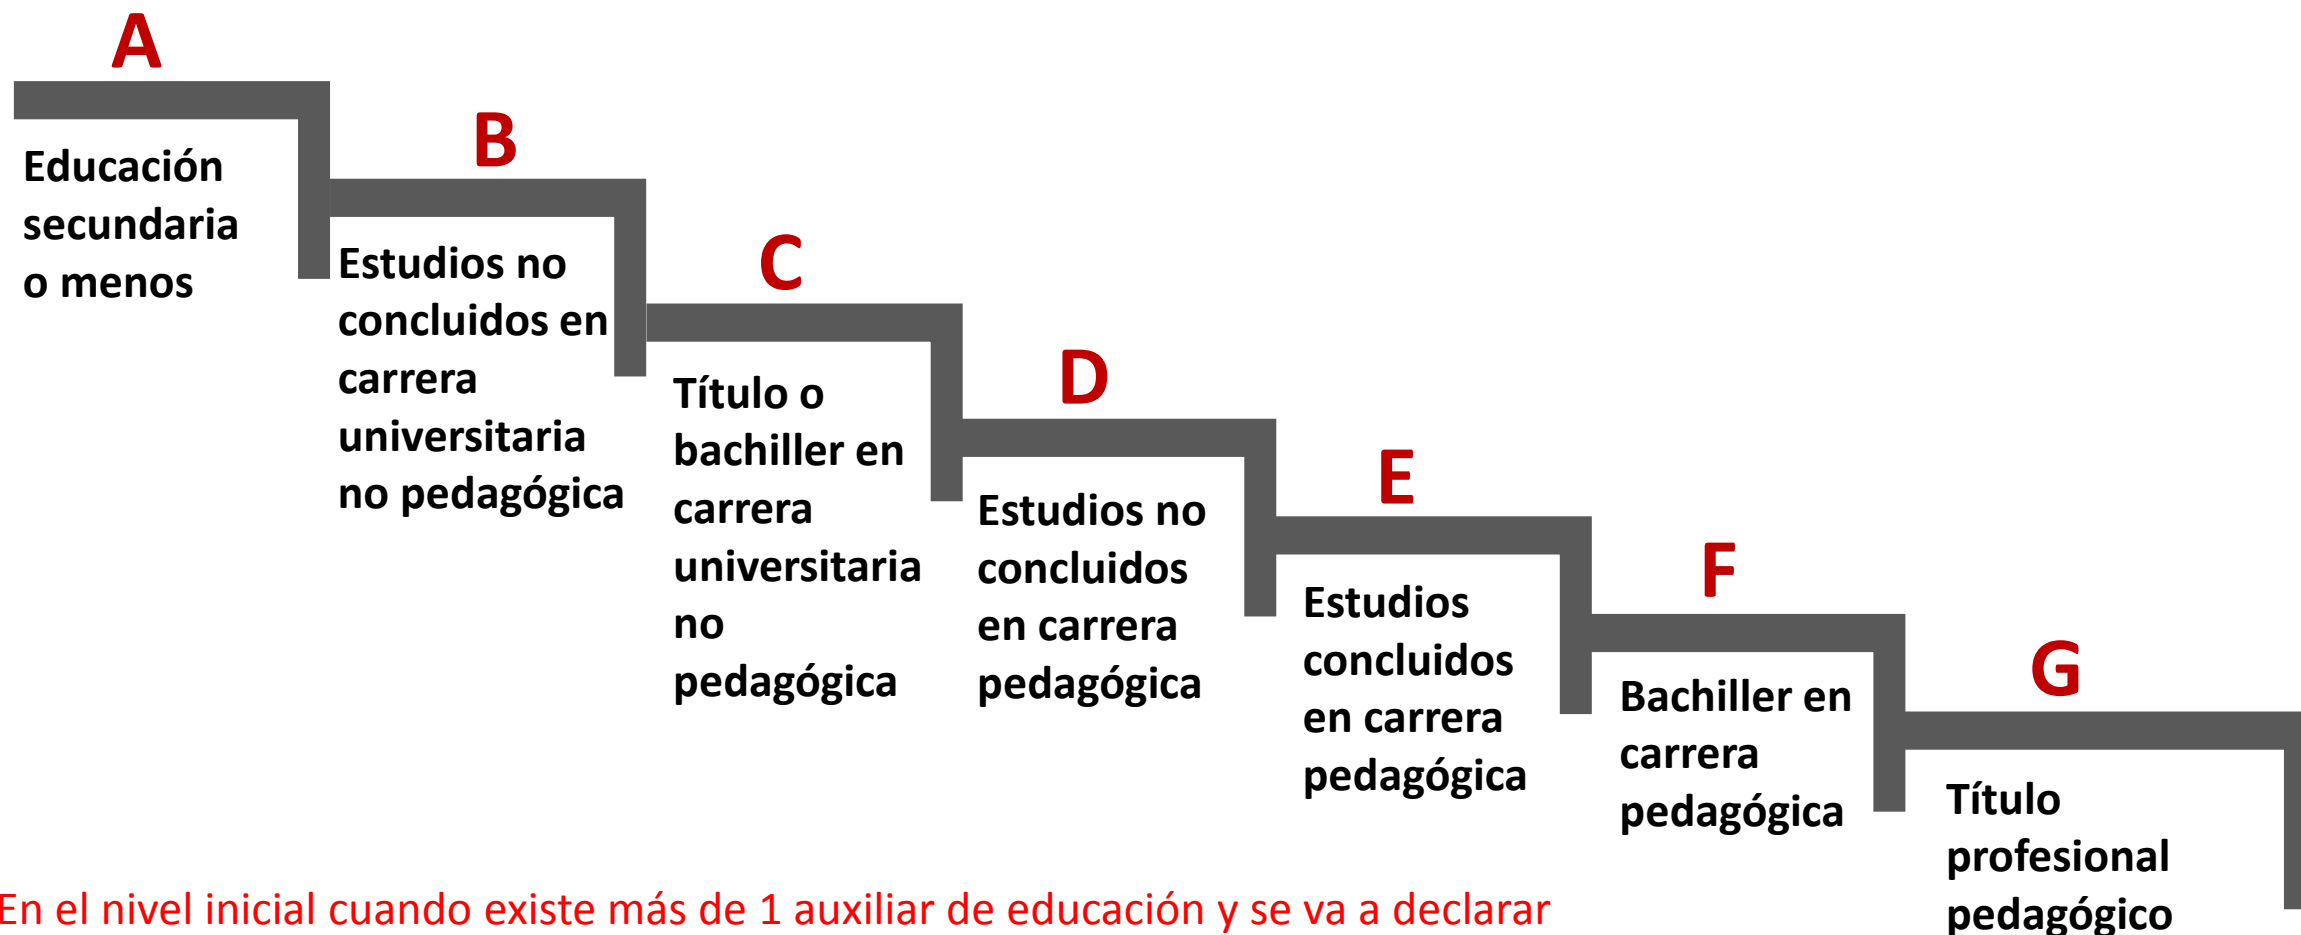 A
Educación
secundaria
o menos
B
Estudios no
concluidos en
carrera
universitaria
no pedagógica
C
Título o
bachiller en
carrera
universitaria
no
pedagógica
D
Estudios no
concluidos
en carrera
pedagógica
E
Estudios
concluidos
en carrera
pedagógica
F
Bachiller en
carrera
pedagógica
G
Título
profesional
pedagógico
En el nivel inicial cuando existe más de 1 auxiliar de educación y se va a declarar